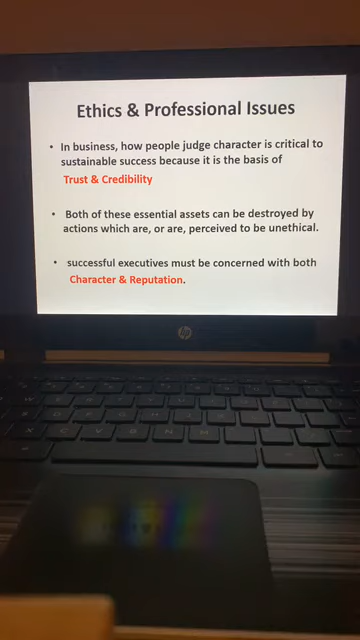 Ethics & Professional Issues
• In business, how people judge character is critical to
sustainable success because it is the basis of
Trust & Credibility
• Both of these essential assets can be destroyed by
actions which are, or are, perceived to be unethical.
• successful executives must be concerned with both
Character & Reputation.
hp